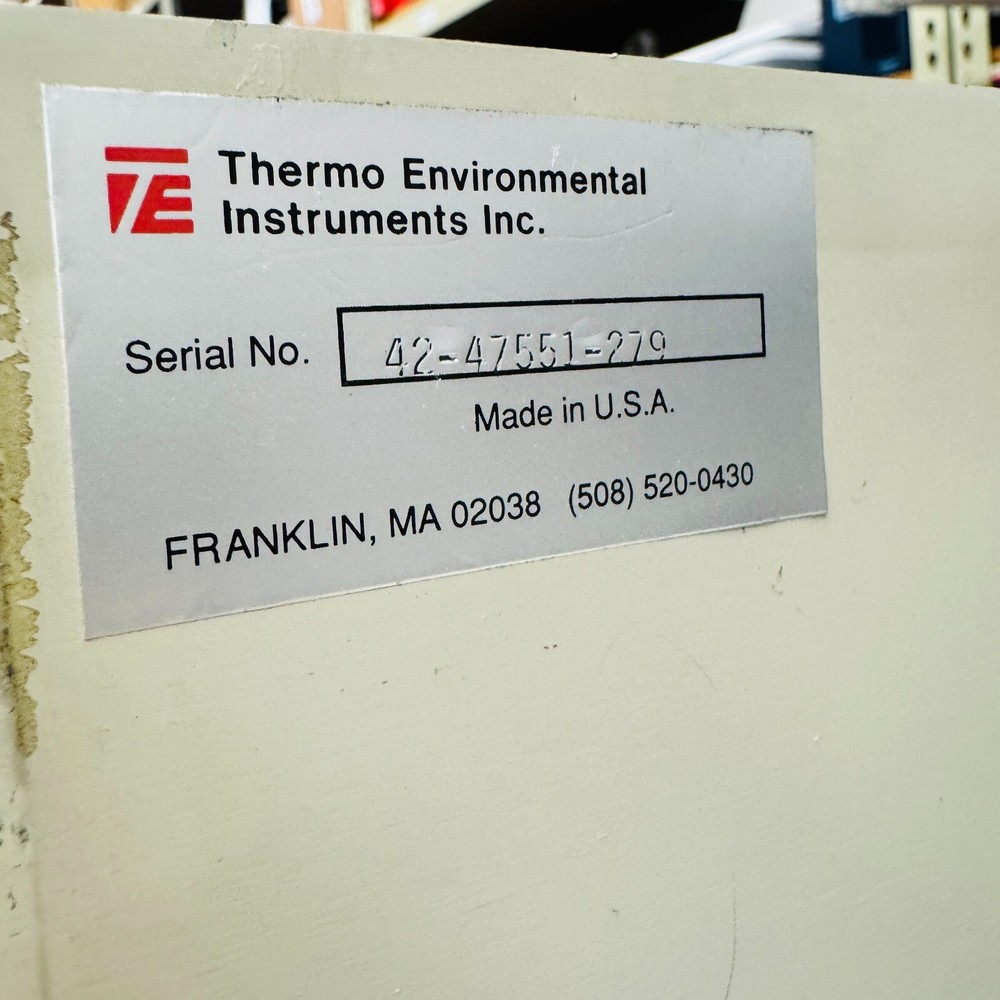 TE
Thermo Environmental
Instruments Inc.
Serial No. 42-47551-279
Made in U.S.A.
FRANKLIN, MA 02038 (508) 520-0430